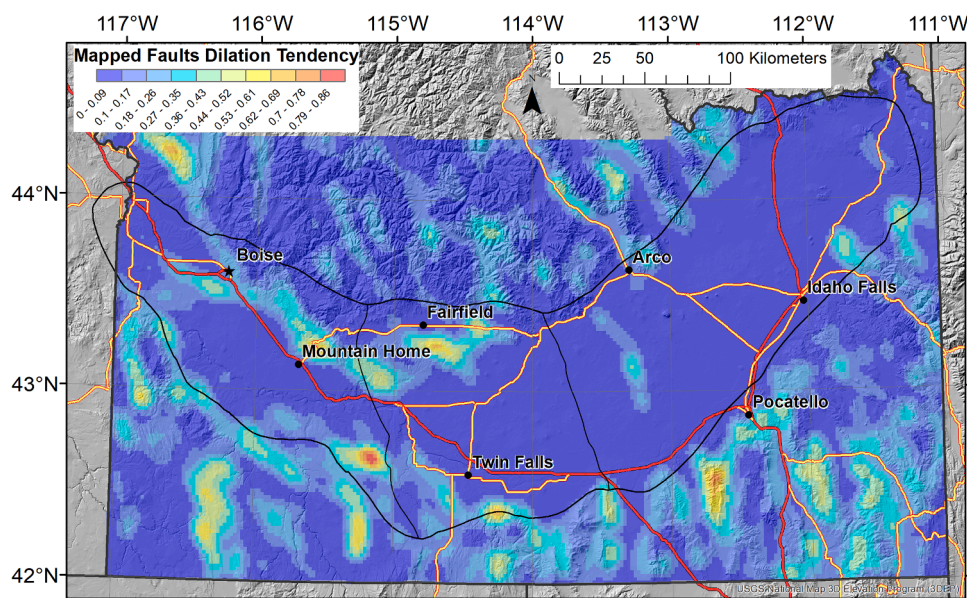 117°W 116°W 115°W 114°W 113°W 112°W 111°W
Mapped Faults Dilation Tendency
0 - 0.09
0.1 - 0.17
0.18 - 0.26
0.27 - 0.35
0.36 - 0.43
0.44 - 0.52
0.53 - 0.61
0.62 - 0.69
0.7 - 0.78
0.79 - 0.86
0 25 50 100 Kilometers
N
44°N
Boise
Arco
Idaho Falls
Fairfield
Mountain Home
43°N
Pocatello
Twin Falls
42°N
USGS National Map 3D Elevation Program (3DEP)